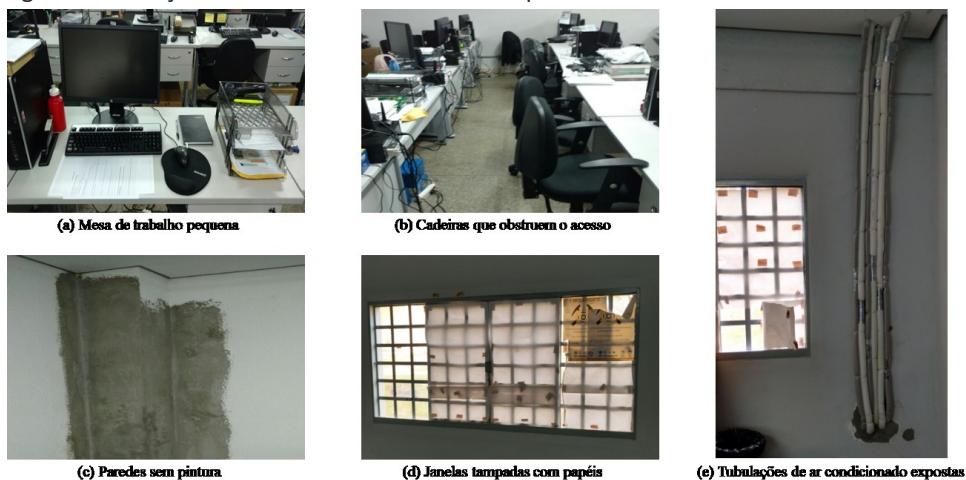 (a) Mesa de trabalho pequena
(b) Cadeiras que obstruem o acesso
(c) Paredes sem pintura
(d) Janelas tampadas com papéis
(e) Tubulações de ar condicionado expostas